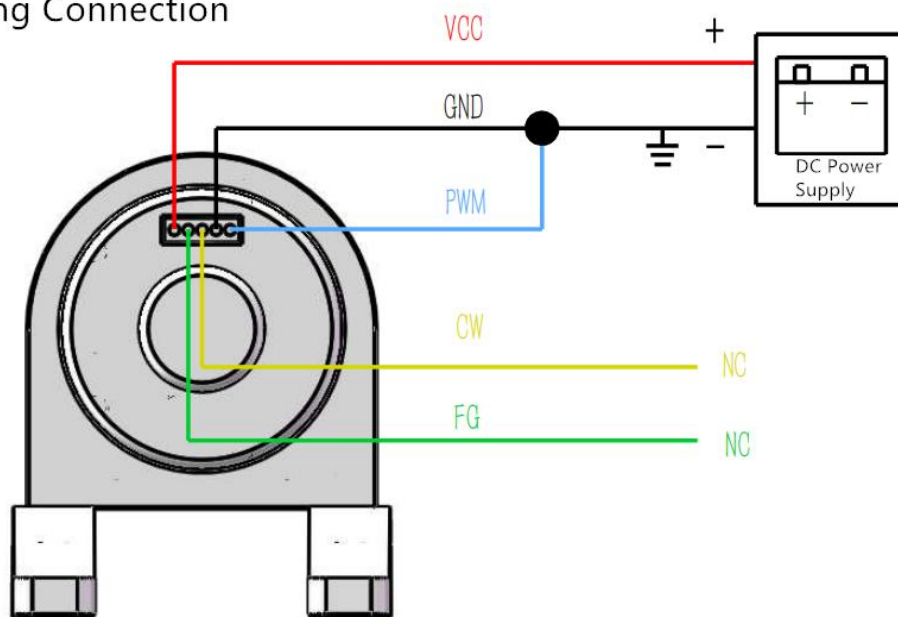 ng Connection
VCC
+
GND
+ −
−
DC Power
Supply
PWM
CW
NC
FG
NC